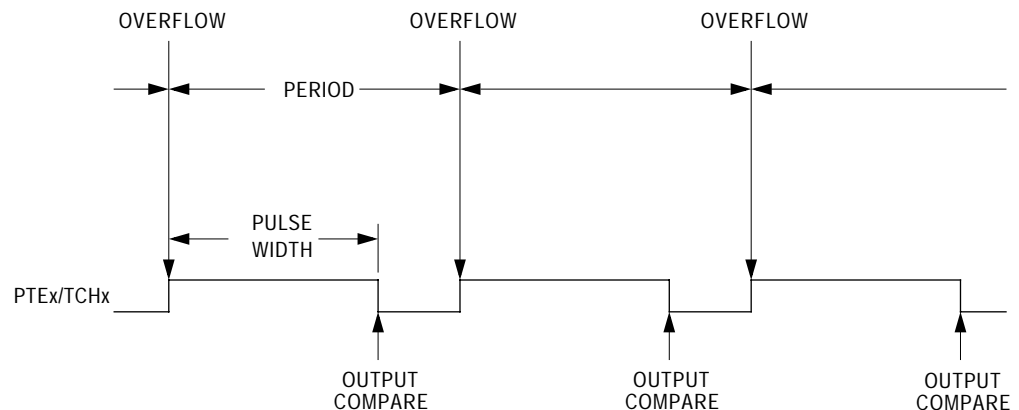 OVERFLOW OVERFLOW OVERFLOW
PERIOD
PULSE
WIDTH
PTEx/TCHx
OUTPUT OUTPUT OUTPUT
COMPARE COMPARE COMPARE